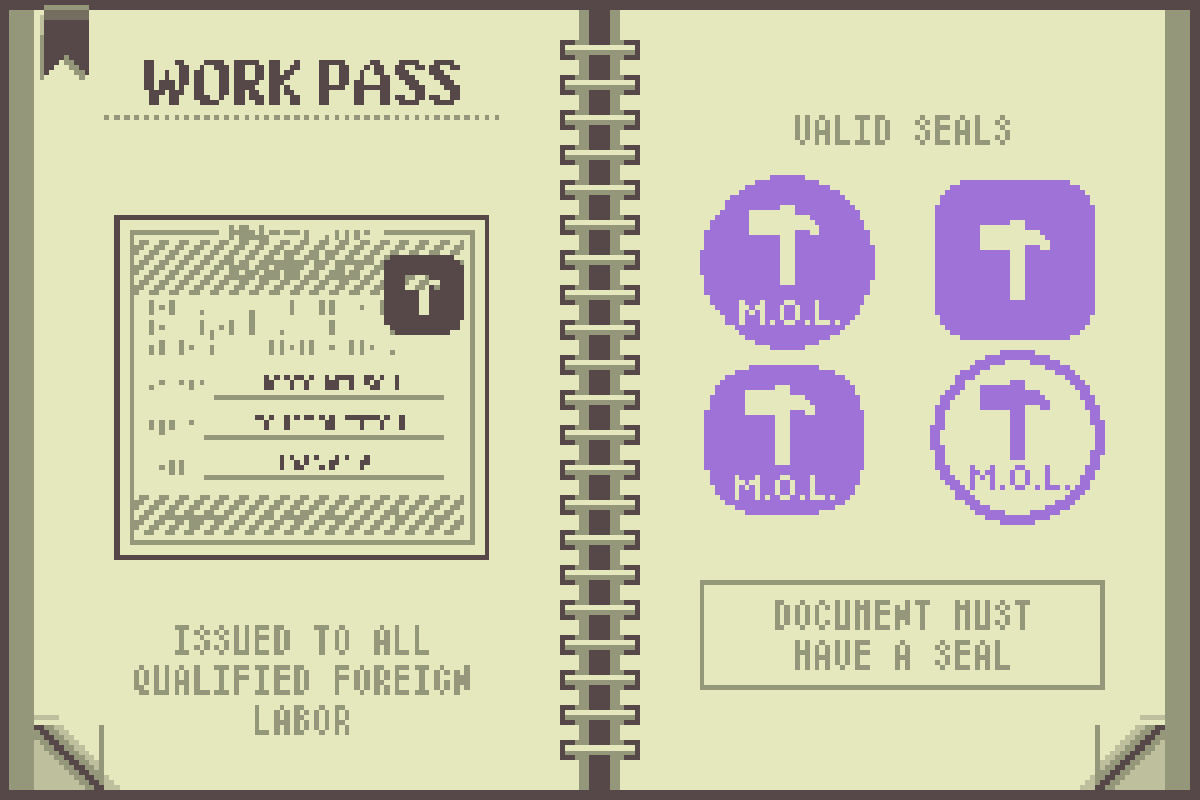 WORK PASS
ISSUED TO ALL
QUALIFIED FOREIGN
LABOR
VALID SEALS
M.O.L.
M.O.L.
M.O.L.
DOCUMENT MUST
HAVE A SEAL